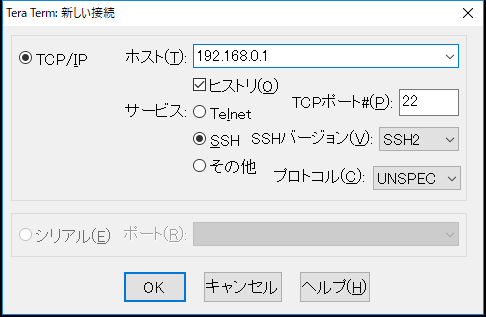 Tera Term: 新しい接続
TCP/IP ホスト(T): 192.168.0.1
ヒストリ(O)
サービス: Telnet TCPポート#(P): 22
SSH SSHバージョン(V): SSH2
その他 プロトコル(C): UNSPEC
シリアル(E) ポート(R):
OK キャンセル ヘルプ(H)